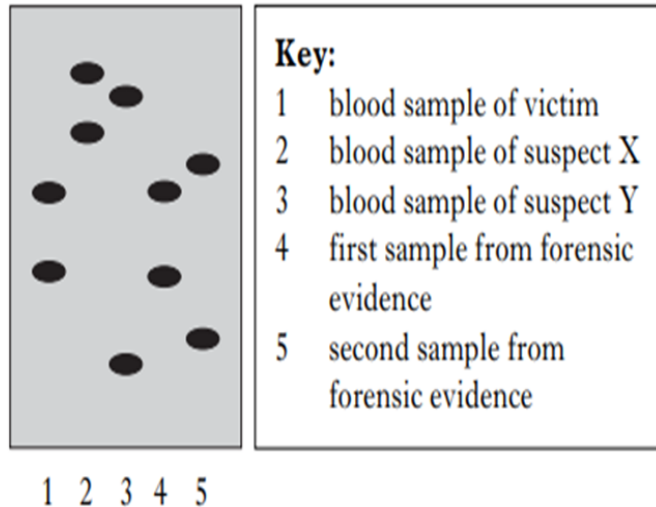 Key:
1 blood sample of victim
2 blood sample of suspect X
3 blood sample of suspect Y
4 first sample from forensic
evidence
5 second sample from
forensic evidence
1 2 3 4 5